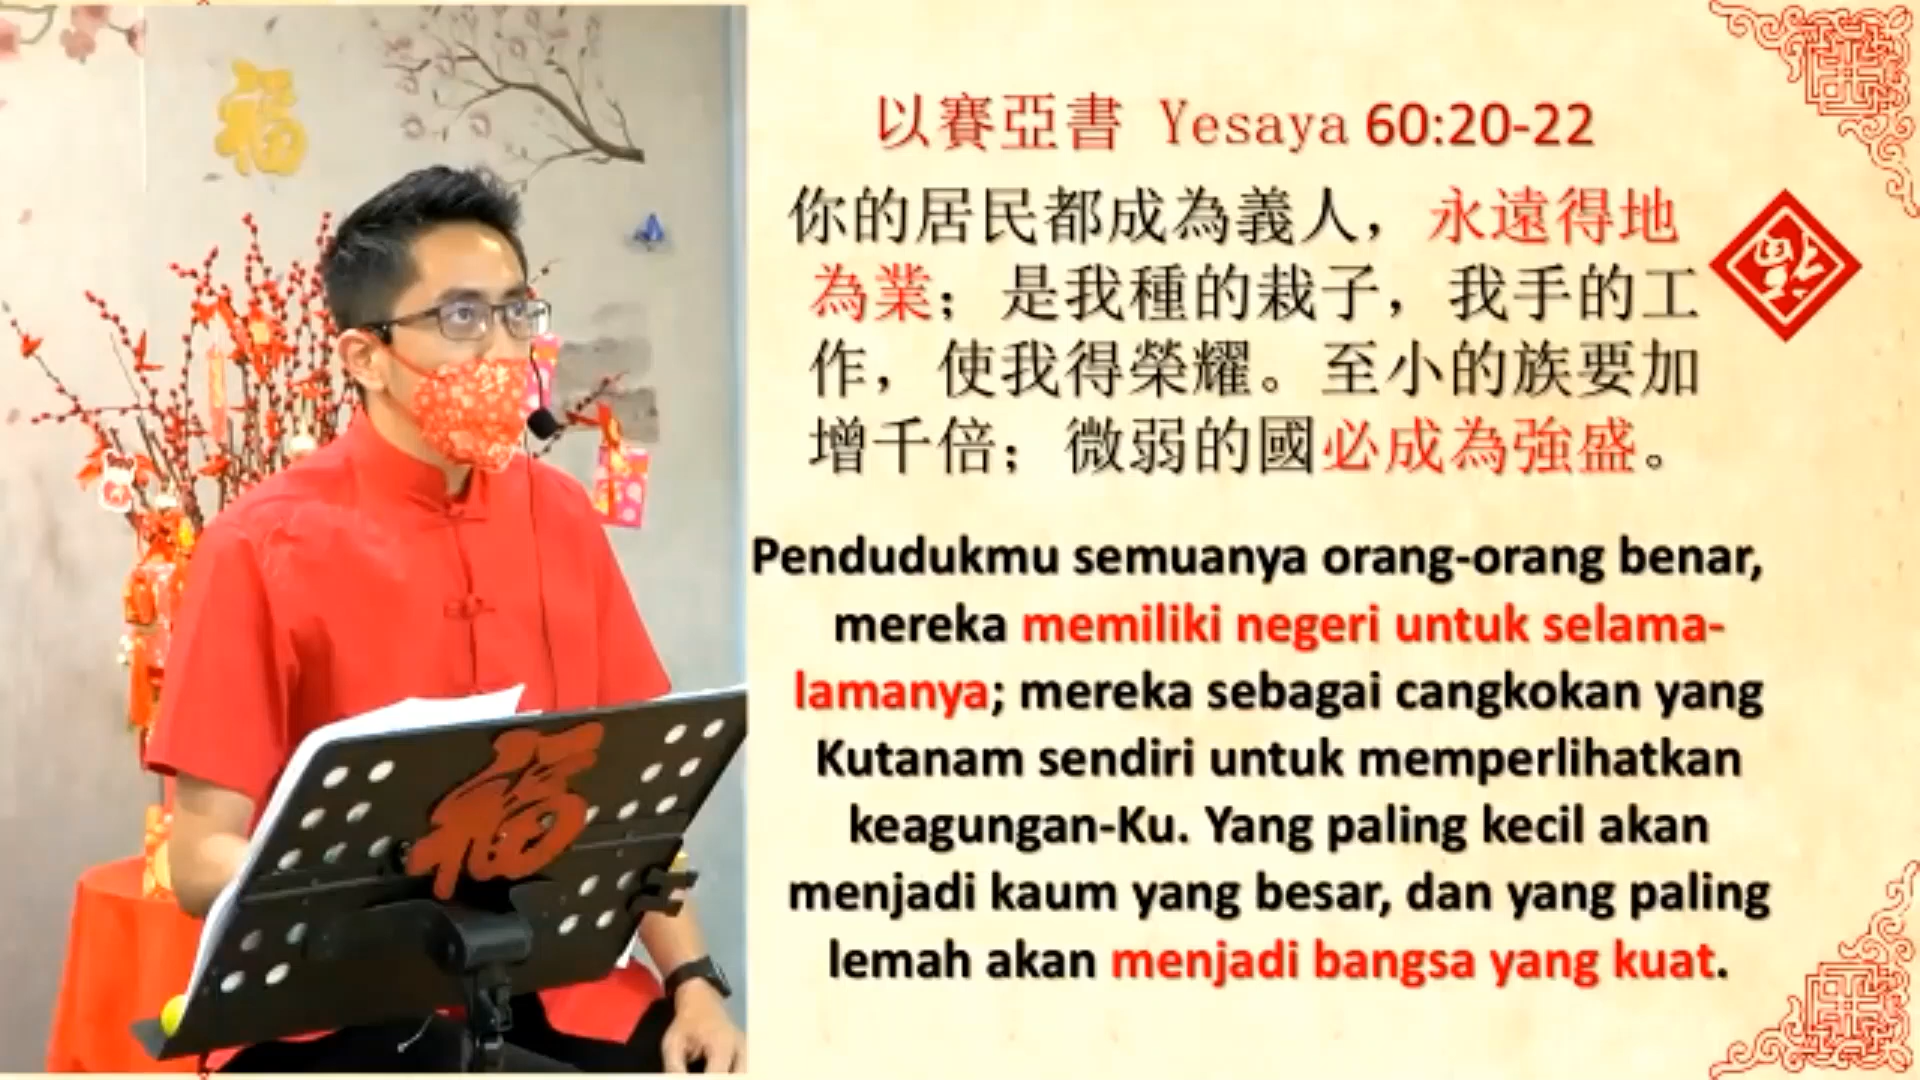 福
以賽亞書 Yesaya 60:20-22
你的居民都成為義人，永遠得地
為業；是我種的栽子，我手的工
作，使我得榮耀。至小的族要加
增千倍；微弱的國必成為強盛。
福
Pendudukmu semuanya orang-orang benar,
mereka memiliki negeri untuk selama-
lamanya; mereka sebagai cangkokan yang
Kutanam sendiri untuk memperlihatkan
keagungan-Ku. Yang paling kecil akan
menjadi kaum yang besar, dan yang paling
lemah akan menjadi bangsa yang kuat.
福